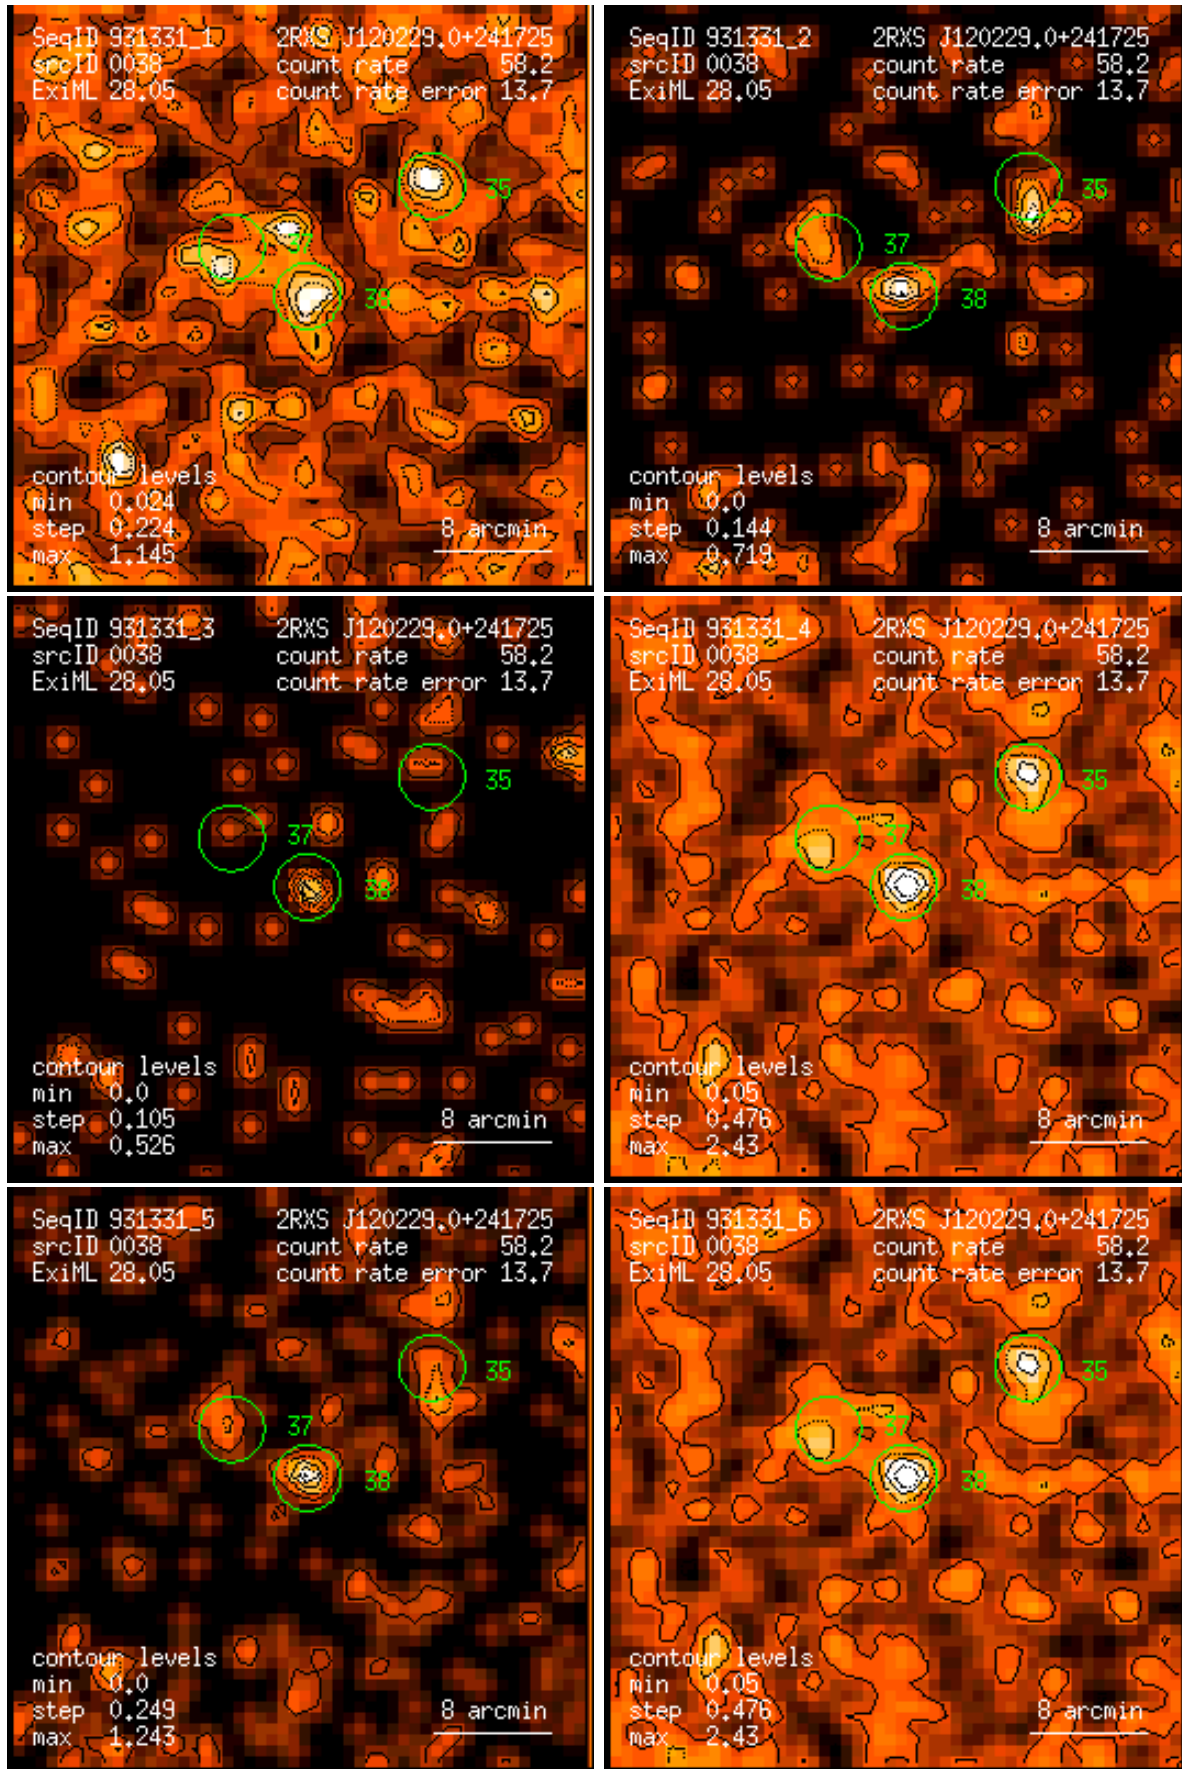 SeqID 931331_1 2RXS J120229.0+241725
srcID 0038 count rate 58.2
ExiML 28.05 count rate error 13.7
35
37
38
contour levels
min 0.024
step 0.224
max 1.145
8 arcmin
SeqID 931331_2 2RXS J120229.0+241725
srcID 0038 count rate 58.2
ExiML 28.05 count rate error 13.7
35
37
38
contour levels
min 0.0
step 0.144
max 0.719
8 arcmin
SeqID 931331_3 2RXS J120229.0+241725
srcID 0038 count rate 58.2
ExiML 28.05 count rate error 13.7
35
37
38
contour levels
min 0.0
step 0.105
max 0.526
8 arcmin
SeqID 931331_4 2RXS J120229.0+241725
srcID 0038 count rate 58.2
ExiML 28.05 count rate error 13.7
35
37
38
contour levels
min 0.05
step 0.476
max 2.43
8 arcmin
SeqID 931331_5 2RXS J120229.0+241725
srcID 0038 count rate 58.2
ExiML 28.05 count rate error 13.7
35
37
38
contour levels
min 0.0
step 0.249
max 1.243
8 arcmin
SeqID 931331_6 2RXS J120229.0+241725
srcID 0038 count rate 58.2
ExiML 28.05 count rate error 13.7
35
37
38
contour levels
min 0.05
step 0.476
max 2.43
8 arcmin